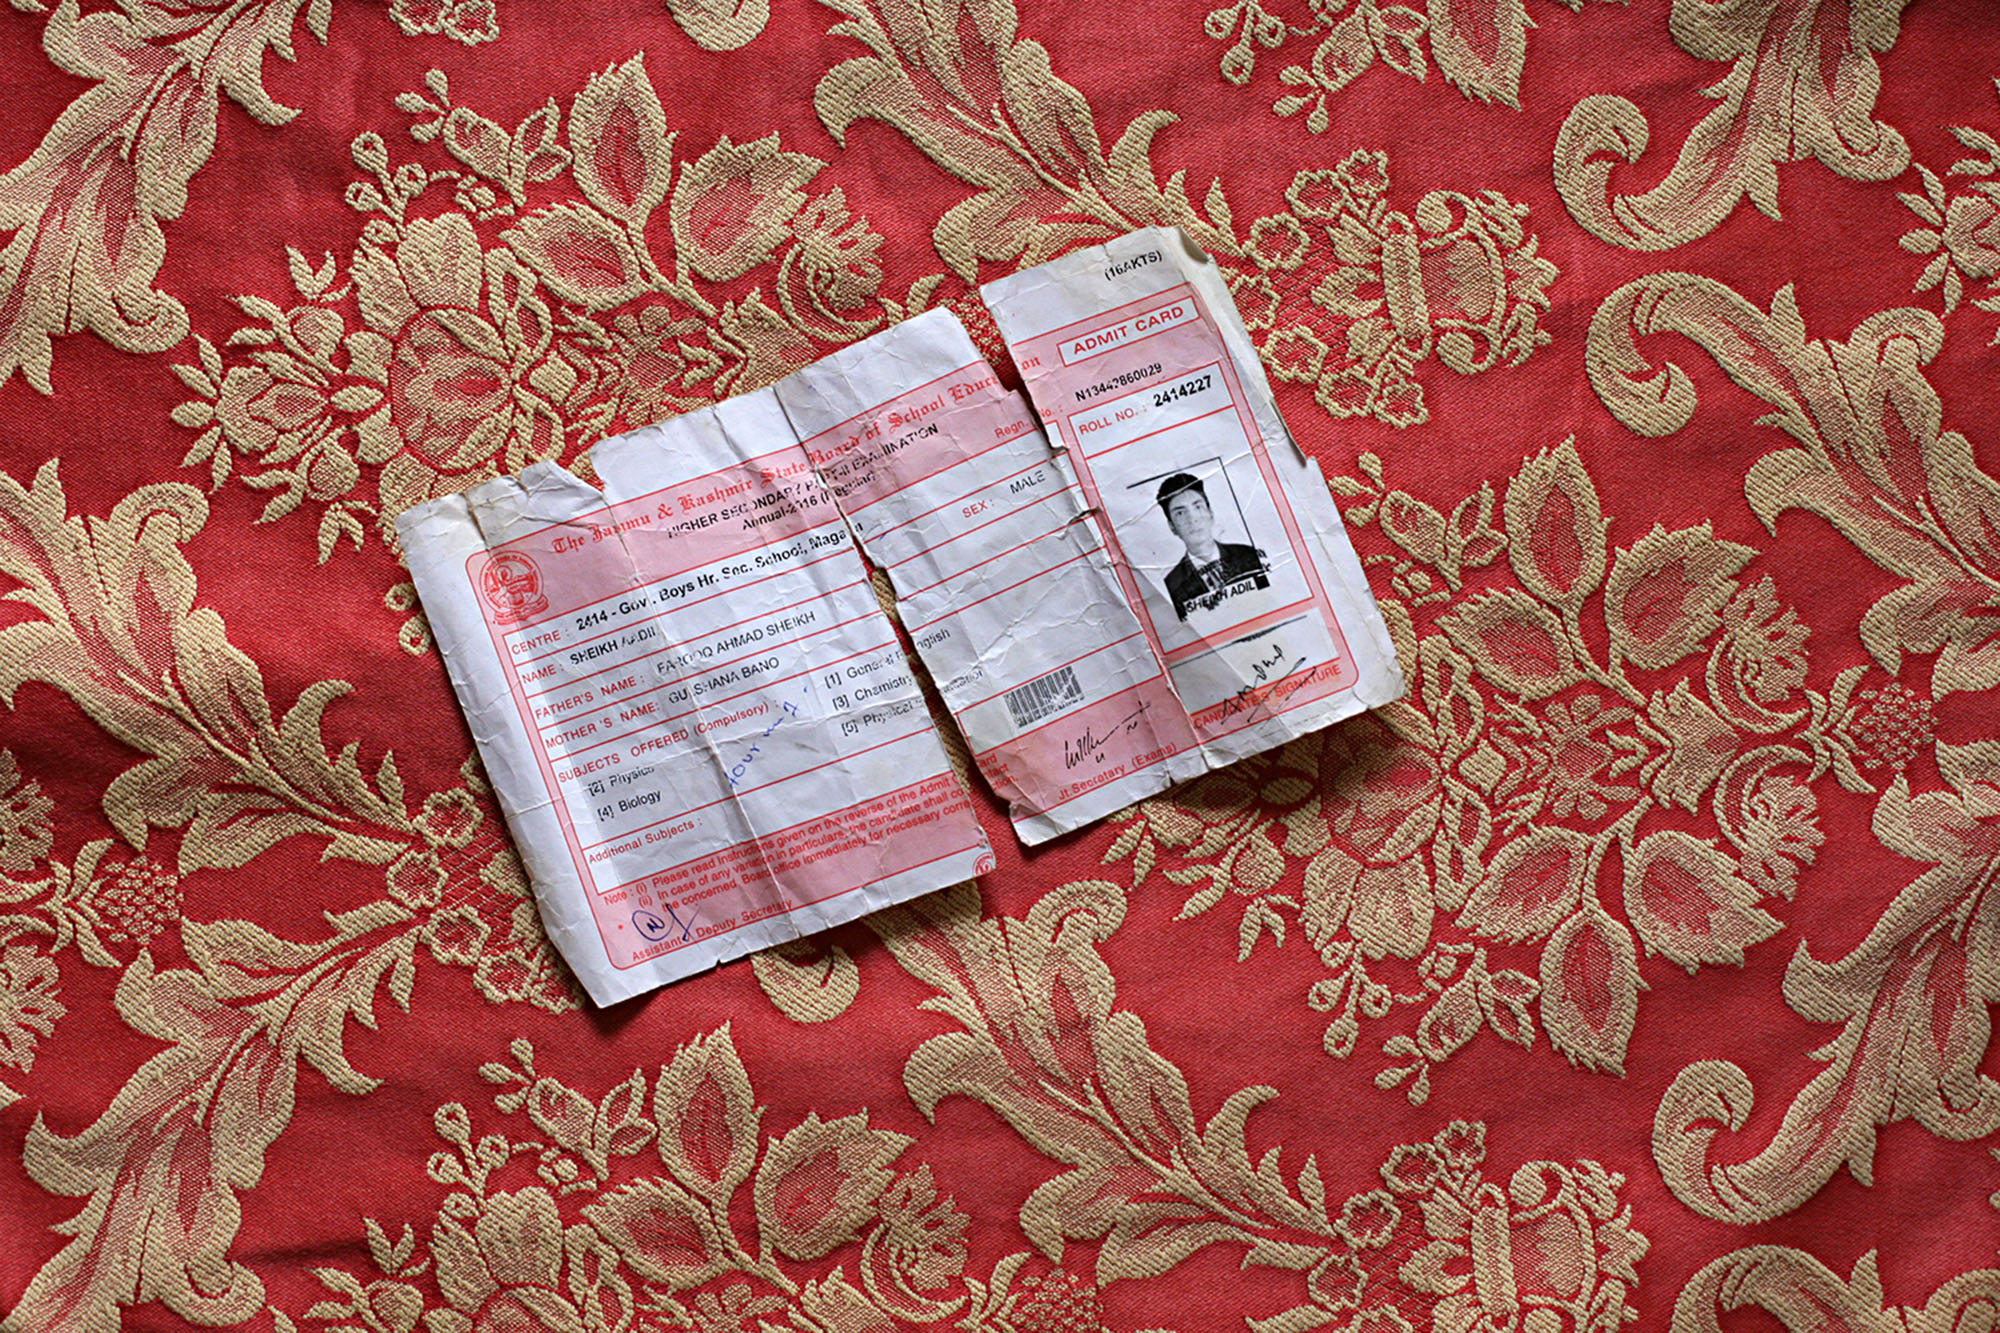 (16AKTS)
ADMIT CARD
The Jammu & Kashmir State Board of School Education
HIGHER SECONDARY PART-II EXAMINATION
Annual-2016 (Regular)
Regn. No. : N13442860029
ROLL NO. : 2414227
CENTRE : 2414 - Govt. Boys Hr. Sec. School, Maga
NAME : SHEIKH AADIL
SEX : MALE
FATHER'S NAME : FAROOQ AHMAD SHEIKH
MOTHER'S NAME: GULSHANA BANO
SUBJECTS OFFERED (Compulsory) :
[1] General English
[2] Physics
[3] Chemistry
[4] Biology
[5] Physical
Additional Subjects :
Note : (i) Please read Instructions given on the reverse of the Admit Card
(ii) In case of any variation in particulars, the candidate shall contact
the concerned Board office immediately for necessary correction.
Assistant Deputy Secretary
Jt. Secretary (Exams)
SHEIKH ADIL
CANDIDATE'S SIGNATURE